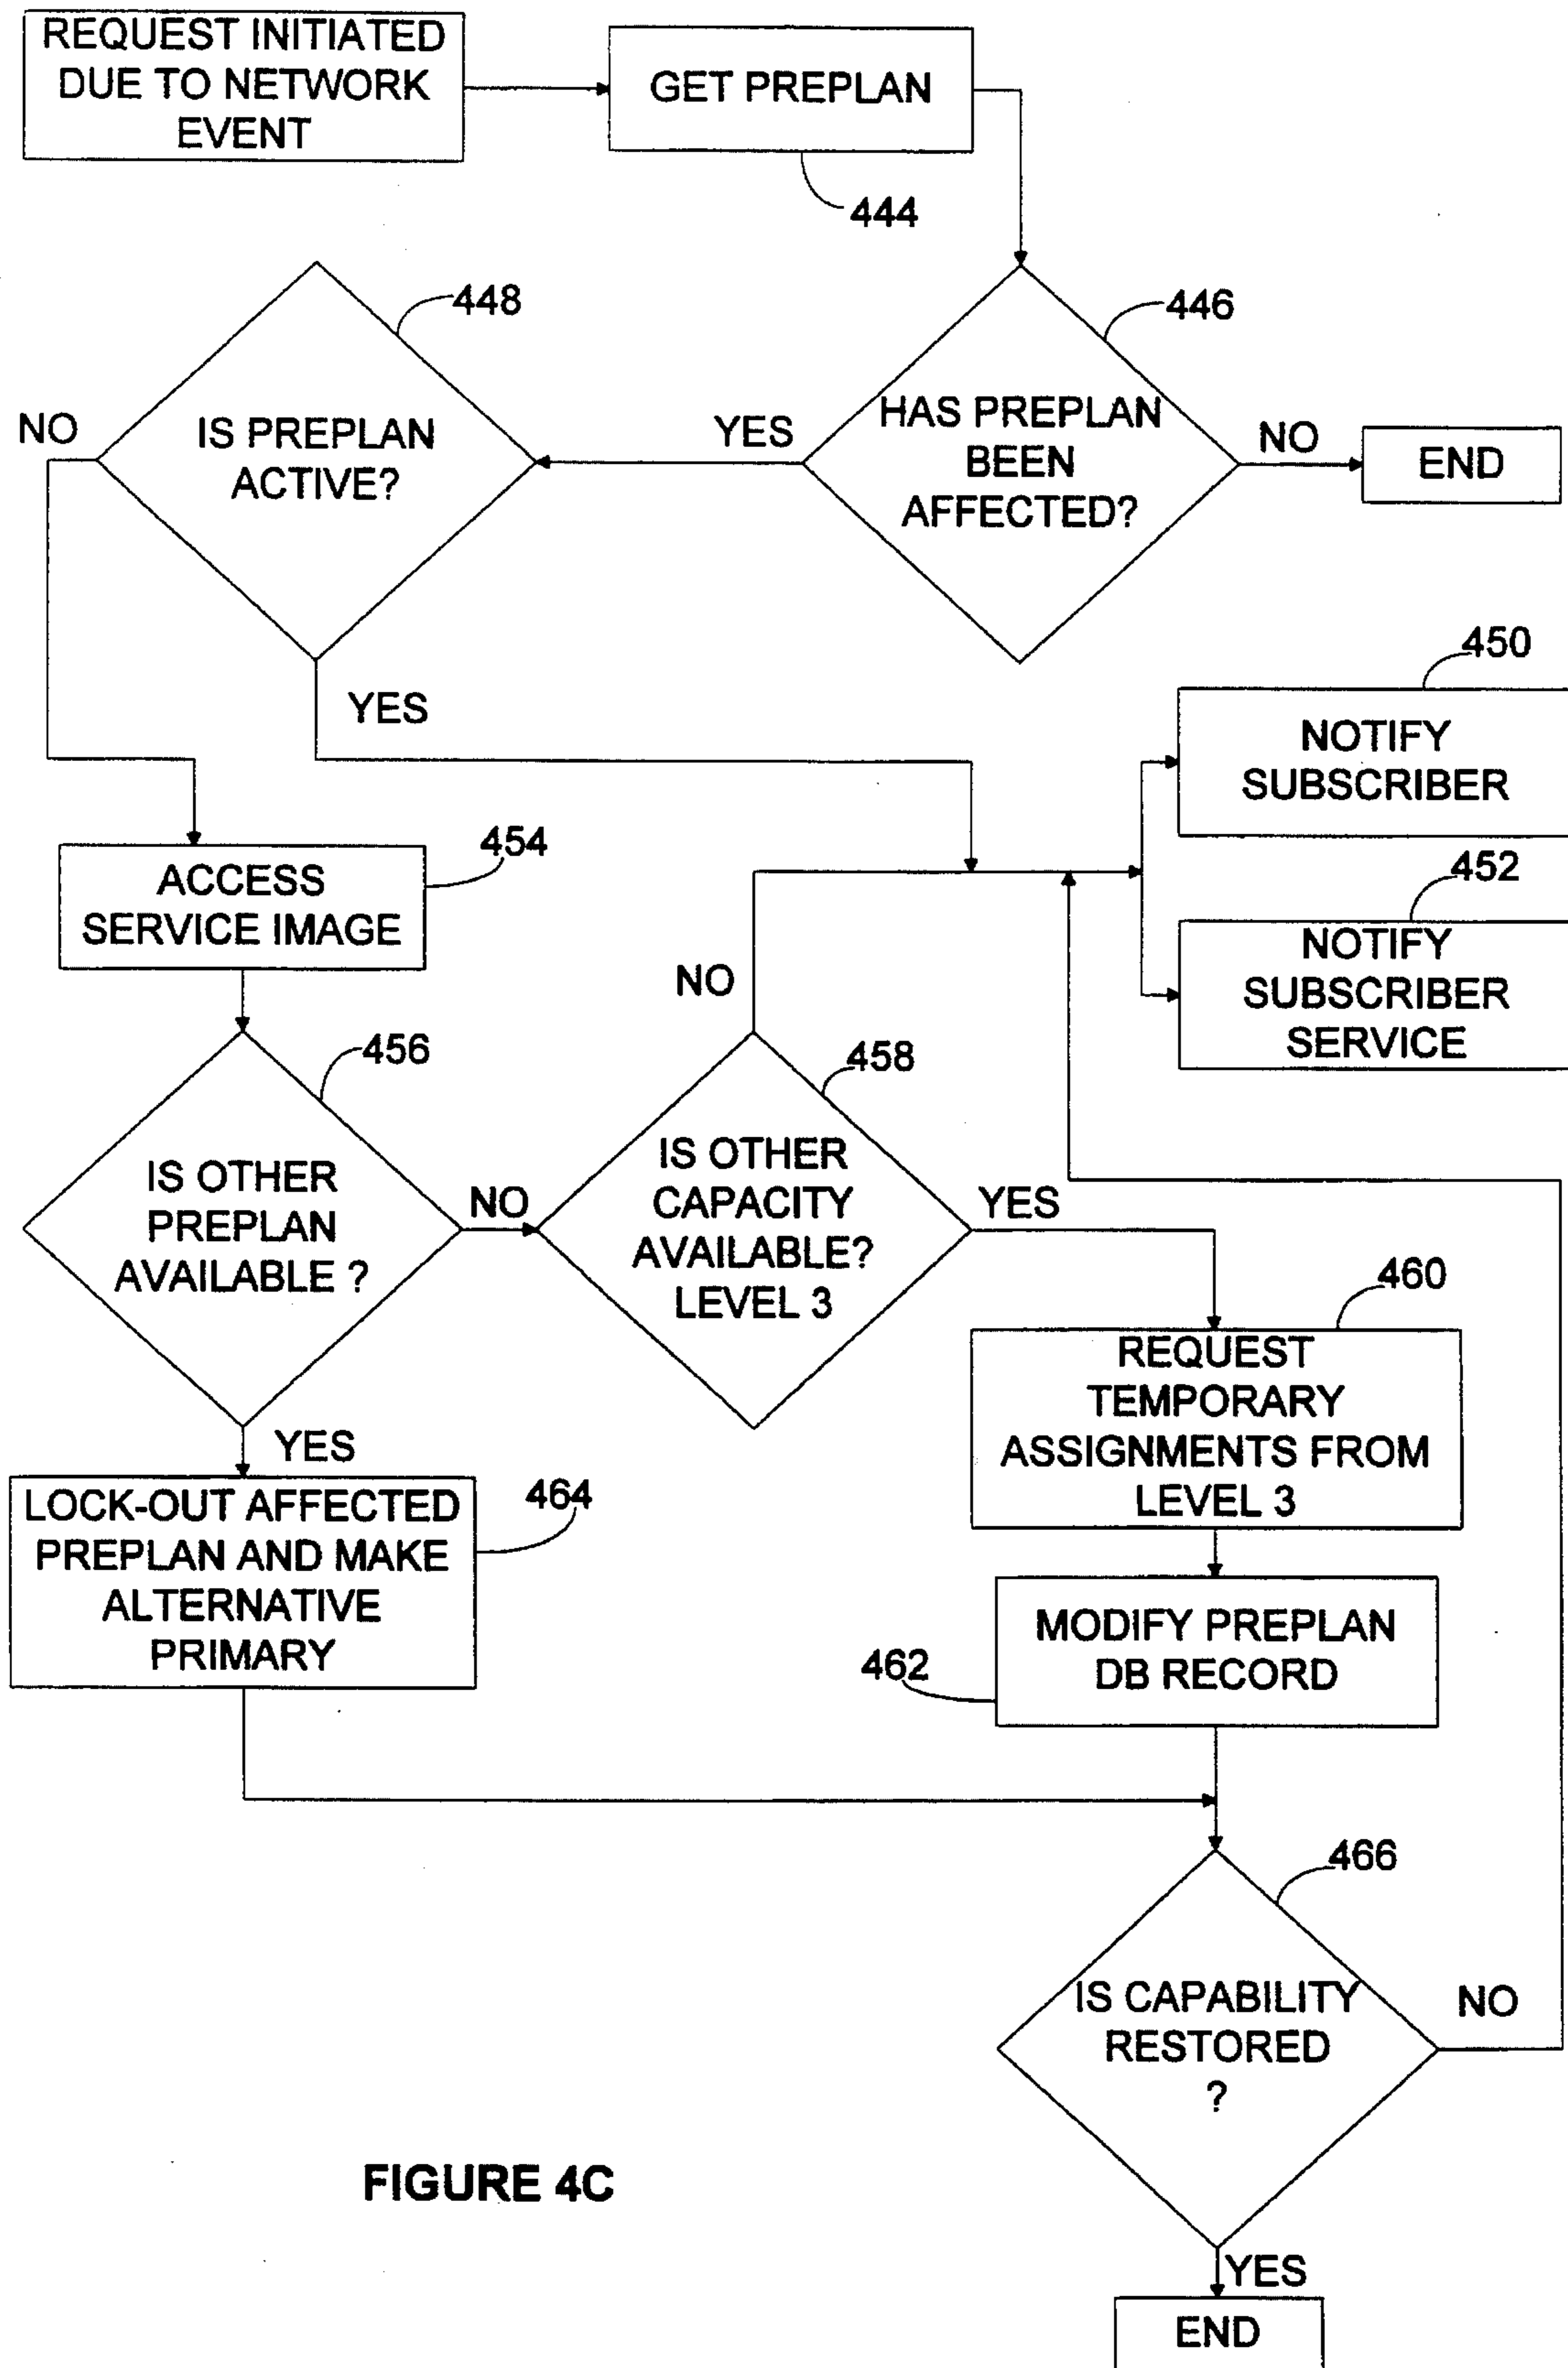 REQUEST INITIATED
DUE TO NETWORK
EVENT
GET PREPLAN
444
448
446
IS PREPLAN
ACTIVE?
NO
YES
HAS PREPLAN
BEEN
AFFECTED?
NO
END
YES
450
NOTIFY
SUBSCRIBER
452
NOTIFY
SUBSCRIBER
SERVICE
454
ACCESS
SERVICE IMAGE
456
IS OTHER
PREPLAN
AVAILABLE ?
NO
NO
458
IS OTHER
CAPACITY
AVAILABLE?
LEVEL 3
YES
460
REQUEST
TEMPORARY
ASSIGNMENTS FROM
LEVEL 3
YES
LOCK-OUT AFFECTED
PREPLAN AND MAKE
ALTERNATIVE
PRIMARY
464
MODIFY PREPLAN
DB RECORD
462
466
IS CAPABILITY
RESTORED
?
NO
YES
END
FIGURE 4C